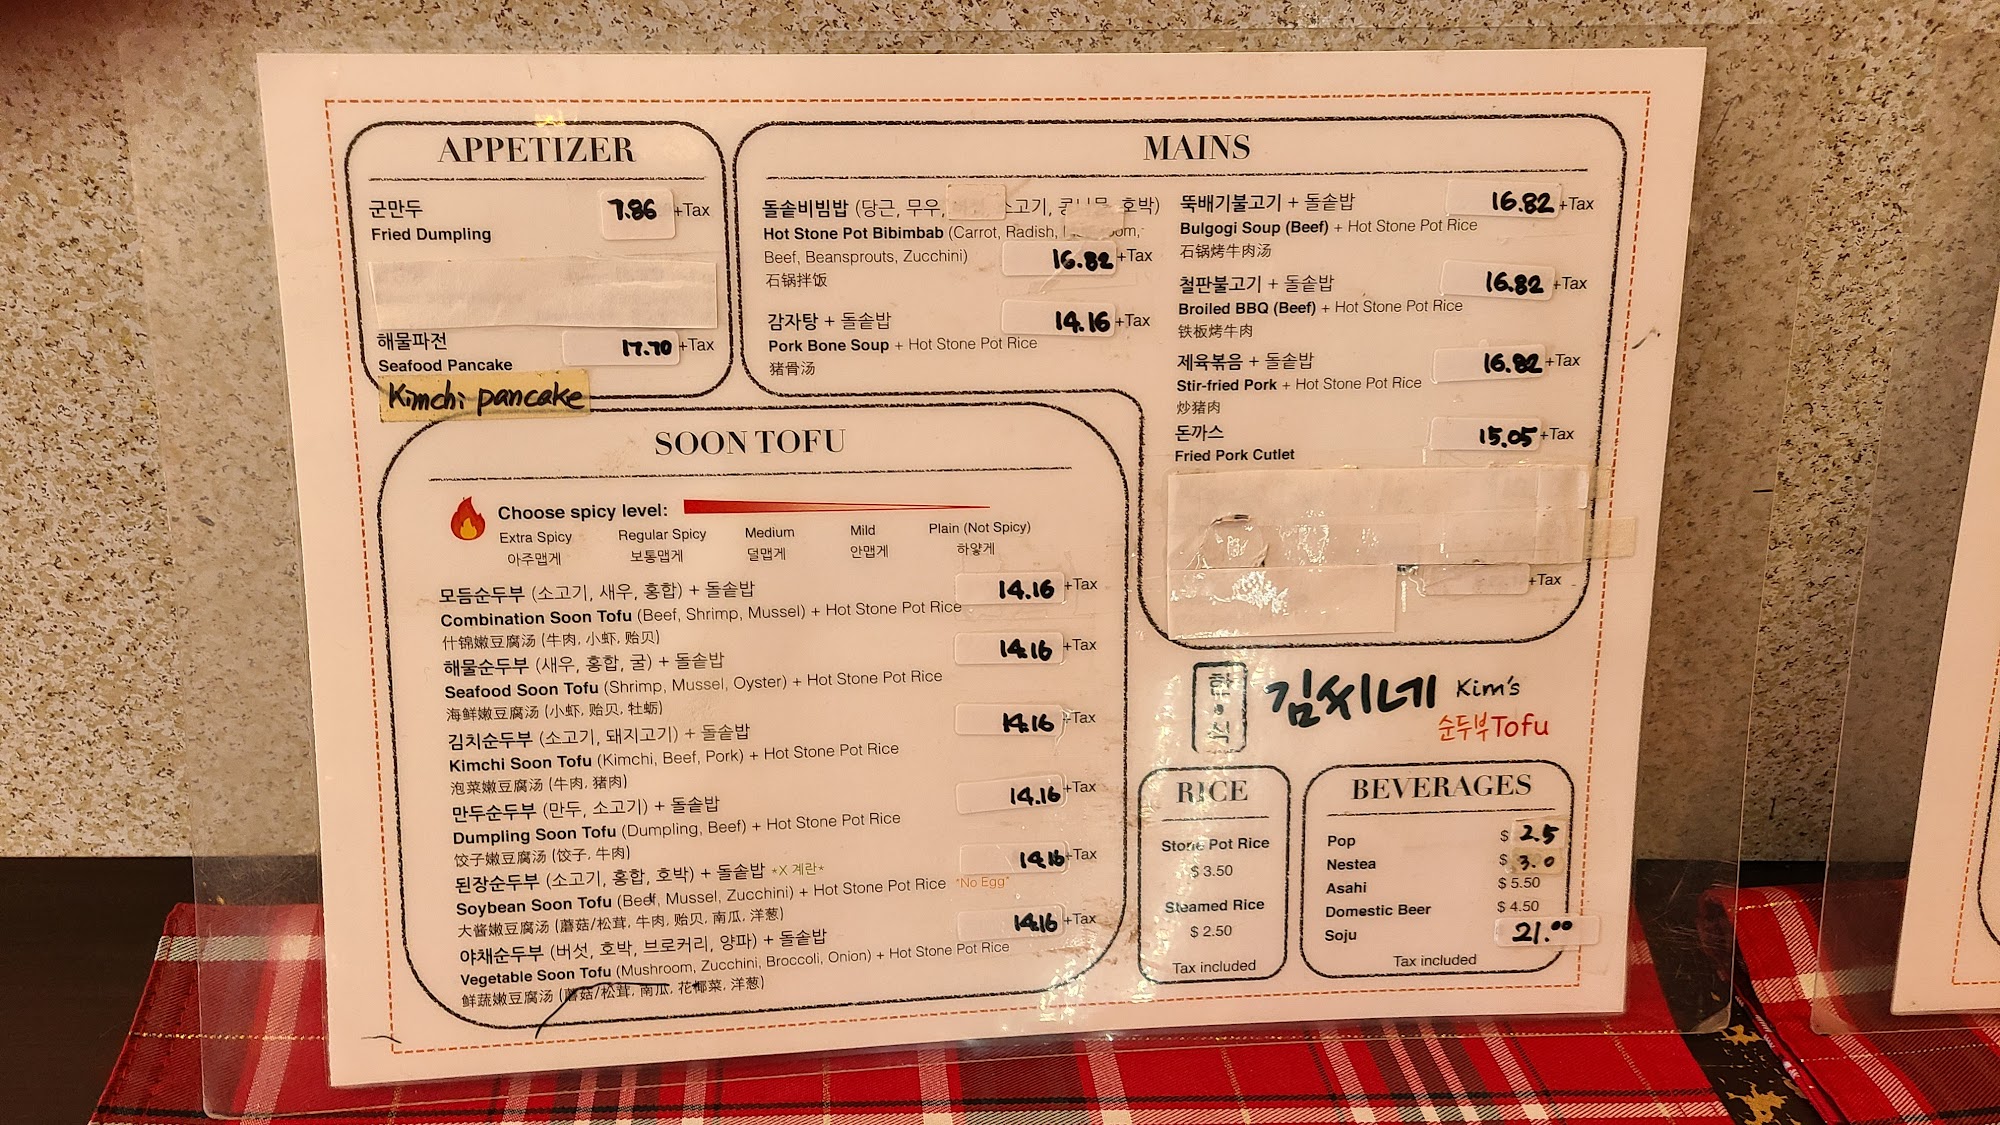 APPETIZER
군만두 7.86 +Tax
Fried Dumpling
해물파전 17.70 +Tax
Seafood Pancake
Kimchi pancake
MAINS
돌솥비빔밥 (당근, 무우, 소고기, 호박)
Hot Stone Pot Bibimbab (Carrot, Radish,
Beef, Beansprouts, Zucchini) 16.82 +Tax
石锅拌饭
감자탕 + 돌솥밥 14.16 +Tax
Pork Bone Soup + Hot Stone Pot Rice
猪骨汤
뚝배기불고기 + 돌솥밥 16.82 +Tax
Bulgogi Soup (Beef) + Hot Stone Pot Rice
石锅烤牛肉汤
철판불고기 + 돌솥밥 16.82 +Tax
Broiled BBQ (Beef) + Hot Stone Pot Rice
铁板烤牛肉
제육볶음 + 돌솥밥 16.82 +Tax
Stir-fried Pork + Hot Stone Pot Rice
炒猪肉
돈까스 15.05 +Tax
Fried Pork Cutlet
+Tax
SOON TOFU
Choose spicy level:
Extra Spicy Regular Spicy Medium Mild Plain (Not Spicy)
아주맵게 보통맵게 덜맵게 안맵게 하얗게
모듬순두부 (소고기, 새우, 홍합) + 돌솥밥 14.16 +Tax
Combination Soon Tofu (Beef, Shrimp, Mussel) + Hot Stone Pot Rice
什锦嫩豆腐汤 (牛肉, 小虾, 贻贝)
해물순두부 (새우, 홍합, 굴) + 돌솥밥 14.16 +Tax
Seafood Soon Tofu (Shrimp, Mussel, Oyster) + Hot Stone Pot Rice
海鲜嫩豆腐汤 (小虾, 贻贝, 牡蛎)
김치순두부 (소고기, 돼지고기) + 돌솥밥 14.16 +Tax
Kimchi Soon Tofu (Kimchi, Beef, Pork) + Hot Stone Pot Rice
泡菜嫩豆腐汤 (牛肉, 猪肉)
만두순두부 (만두, 소고기) + 돌솥밥 14.16 +Tax
Dumpling Soon Tofu (Dumpling, Beef) + Hot Stone Pot Rice
饺子嫩豆腐汤 (饺子, 牛肉)
된장순두부 (소고기, 홍합, 호박) + 돌솥밥 *X 계란* 14.16 +Tax
Soybean Soon Tofu (Beef, Mussel, Zucchini) + Hot Stone Pot Rice *No Egg*
大酱嫩豆腐汤 (蘑菇/松茸, 牛肉, 贻贝, 南瓜, 洋葱)
야채순두부 (버섯, 호박, 브로커리, 양파) + 돌솥밥 14.16 +Tax
Vegetable Soon Tofu (Mushroom, Zucchini, Broccoli, Onion) + Hot Stone Pot Rice
鲜蔬嫩豆腐汤 (蘑菇/松茸, 南瓜, 花椰菜, 洋葱)
김씨네 Kim's
순두부 Tofu
RICE
Stone Pot Rice
$ 3.50
Steamed Rice
$ 2.50
Tax included
BEVERAGES
Pop $ 2.5
Nestea $ 3.0
Asahi $ 5.50
Domestic Beer $ 4.50
Soju 21.00
Tax included